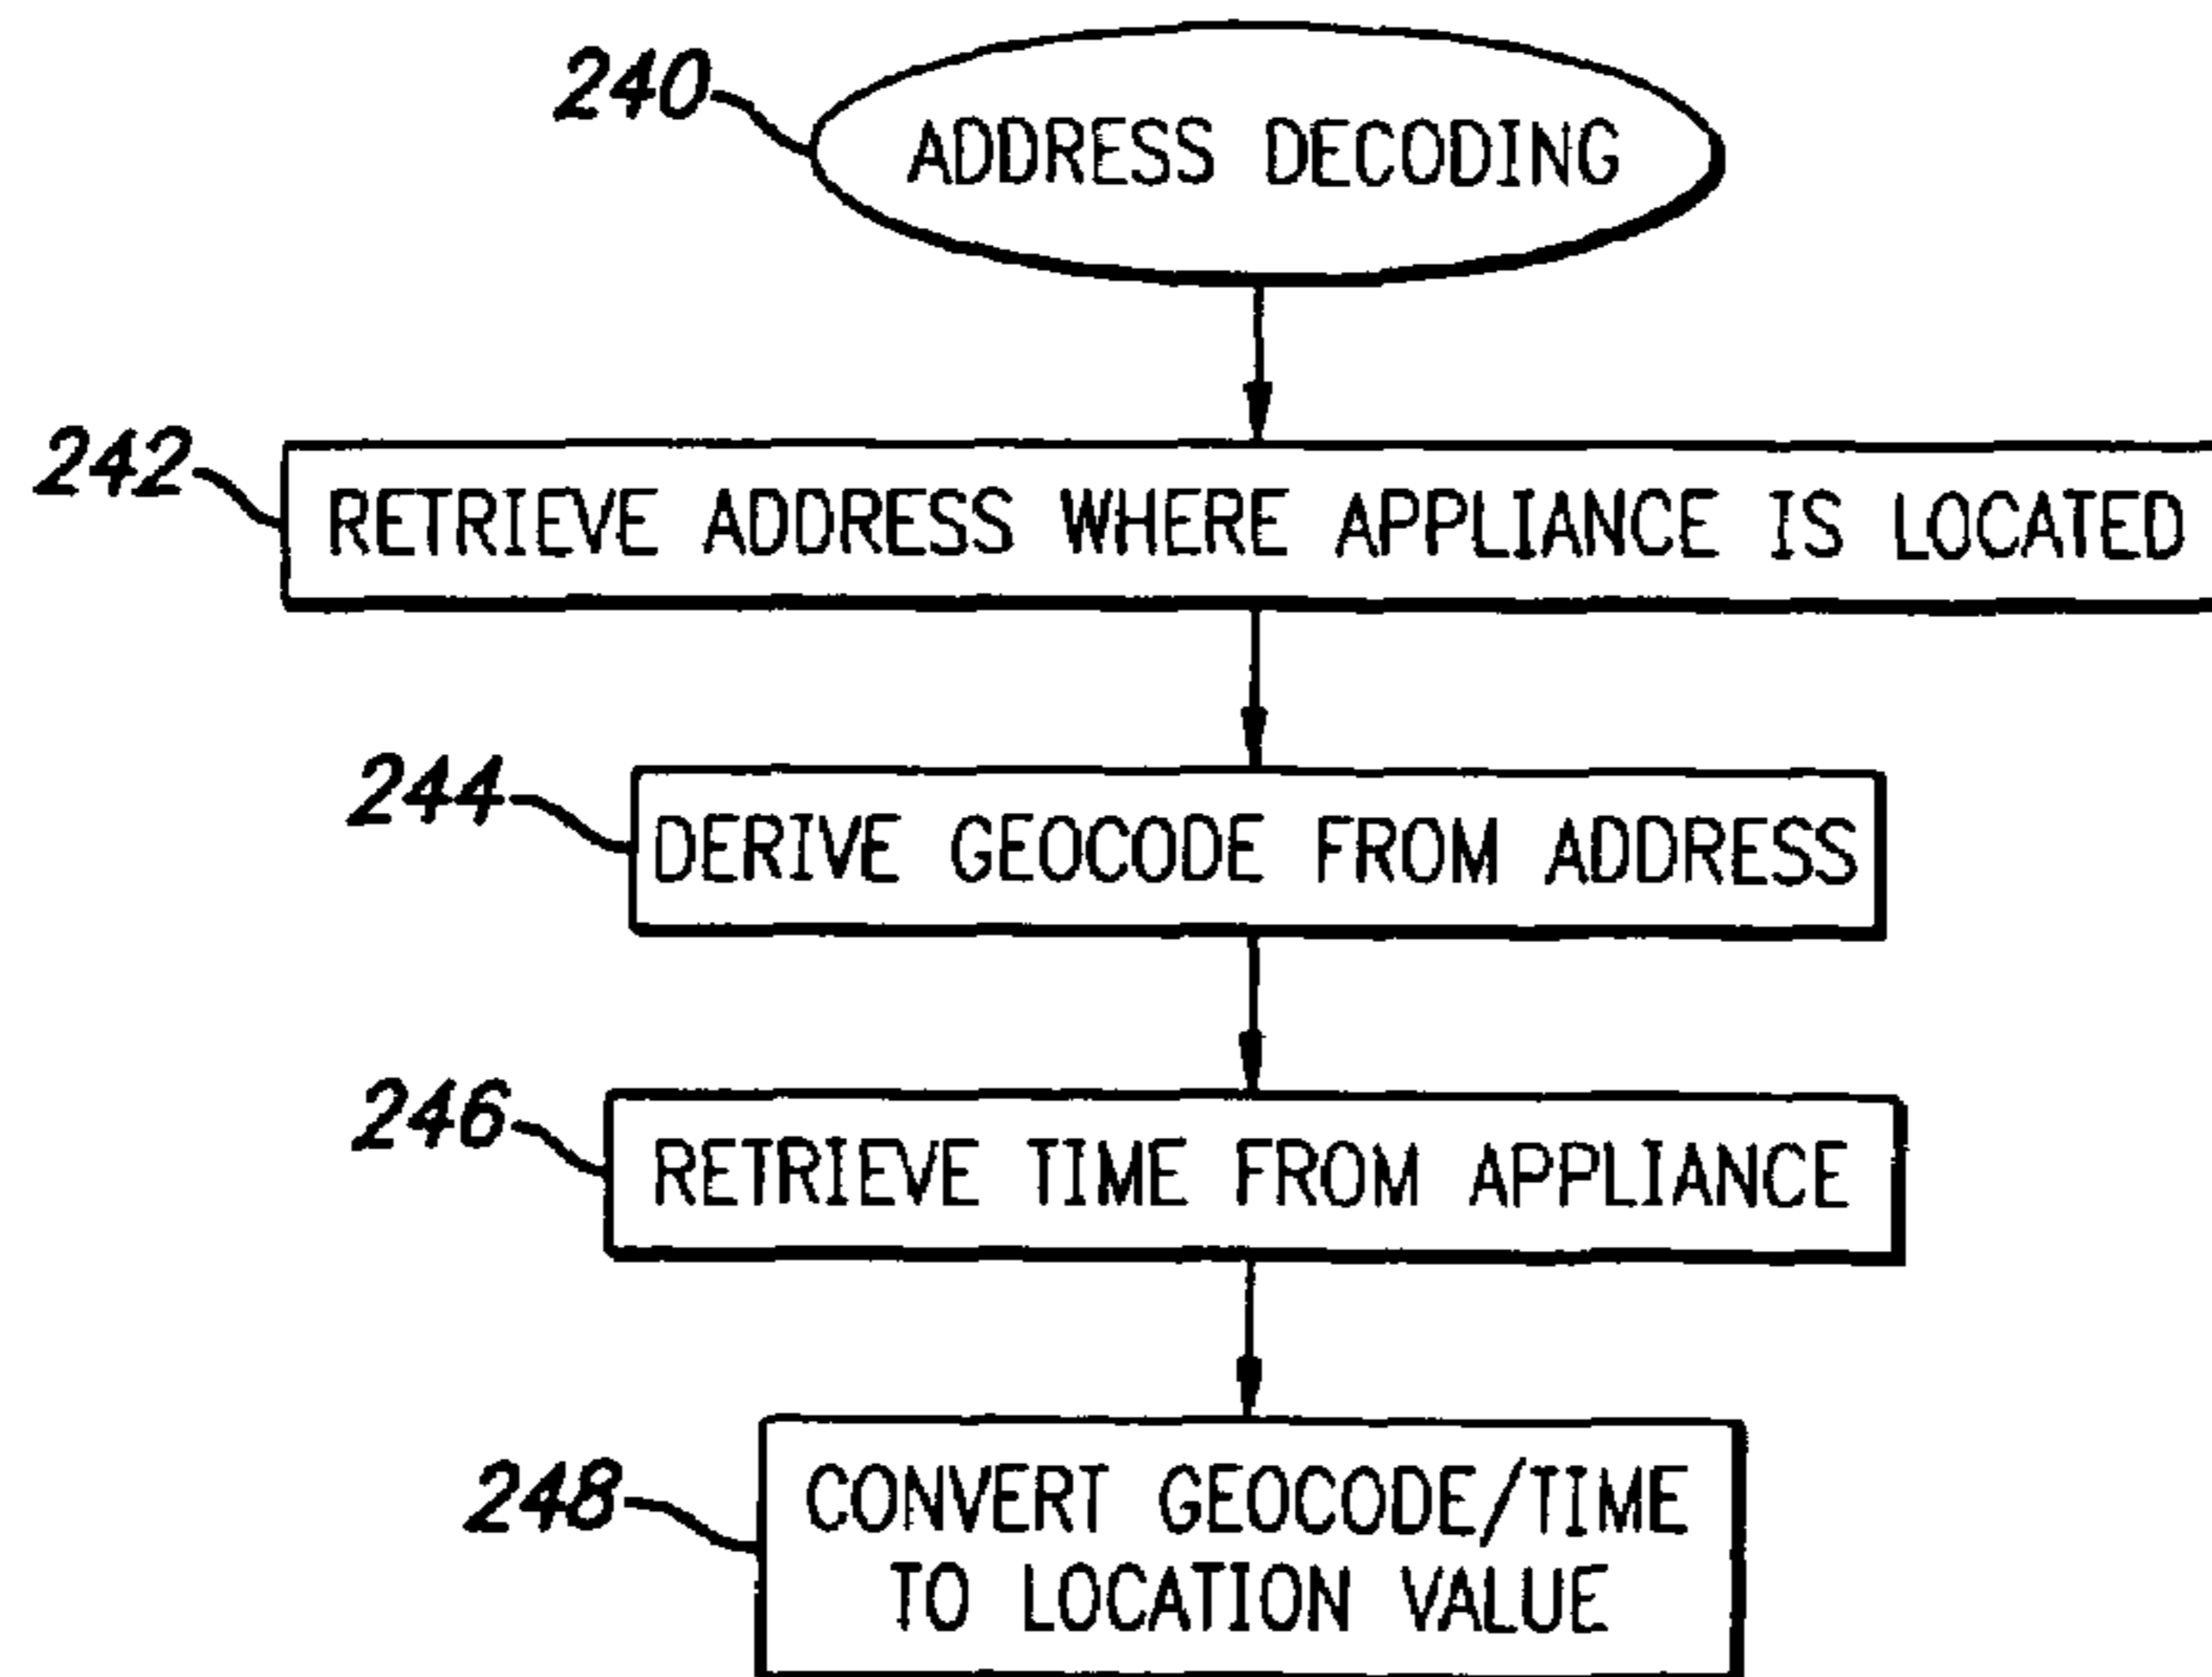 240
ADDRESS DECODING
242
RETRIEVE ADDRESS WHERE APPLIANCE IS LOCATED
244
DERIVE GEOCODE FROM ADDRESS
246
RETRIEVE TIME FROM APPLIANCE
248
CONVERT GEOCODE/TIME
TO LOCATION VALUE